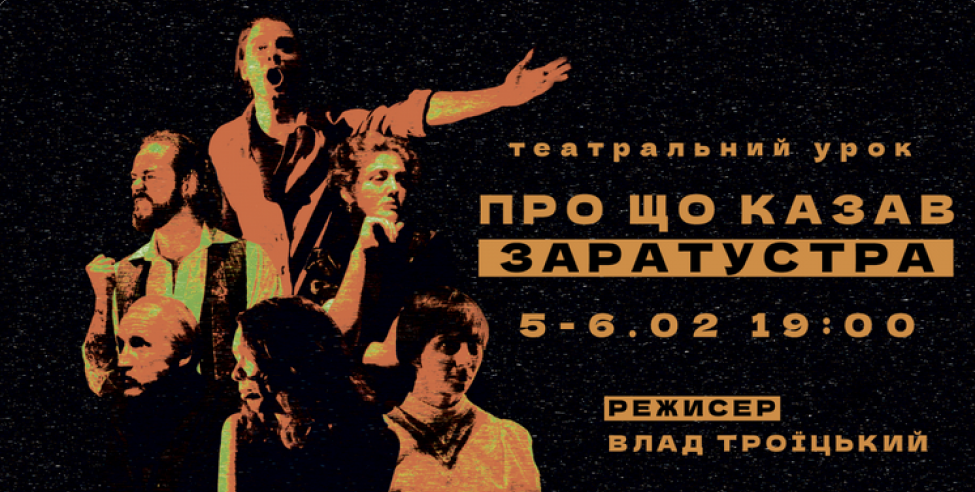 театральний урок
ПРО ЩО КАЗАВ
ЗАРАТУСТРА
5-6.02 19:00
РЕЖИСЕР
ВЛАД ТРОЇЦЬКИЙ